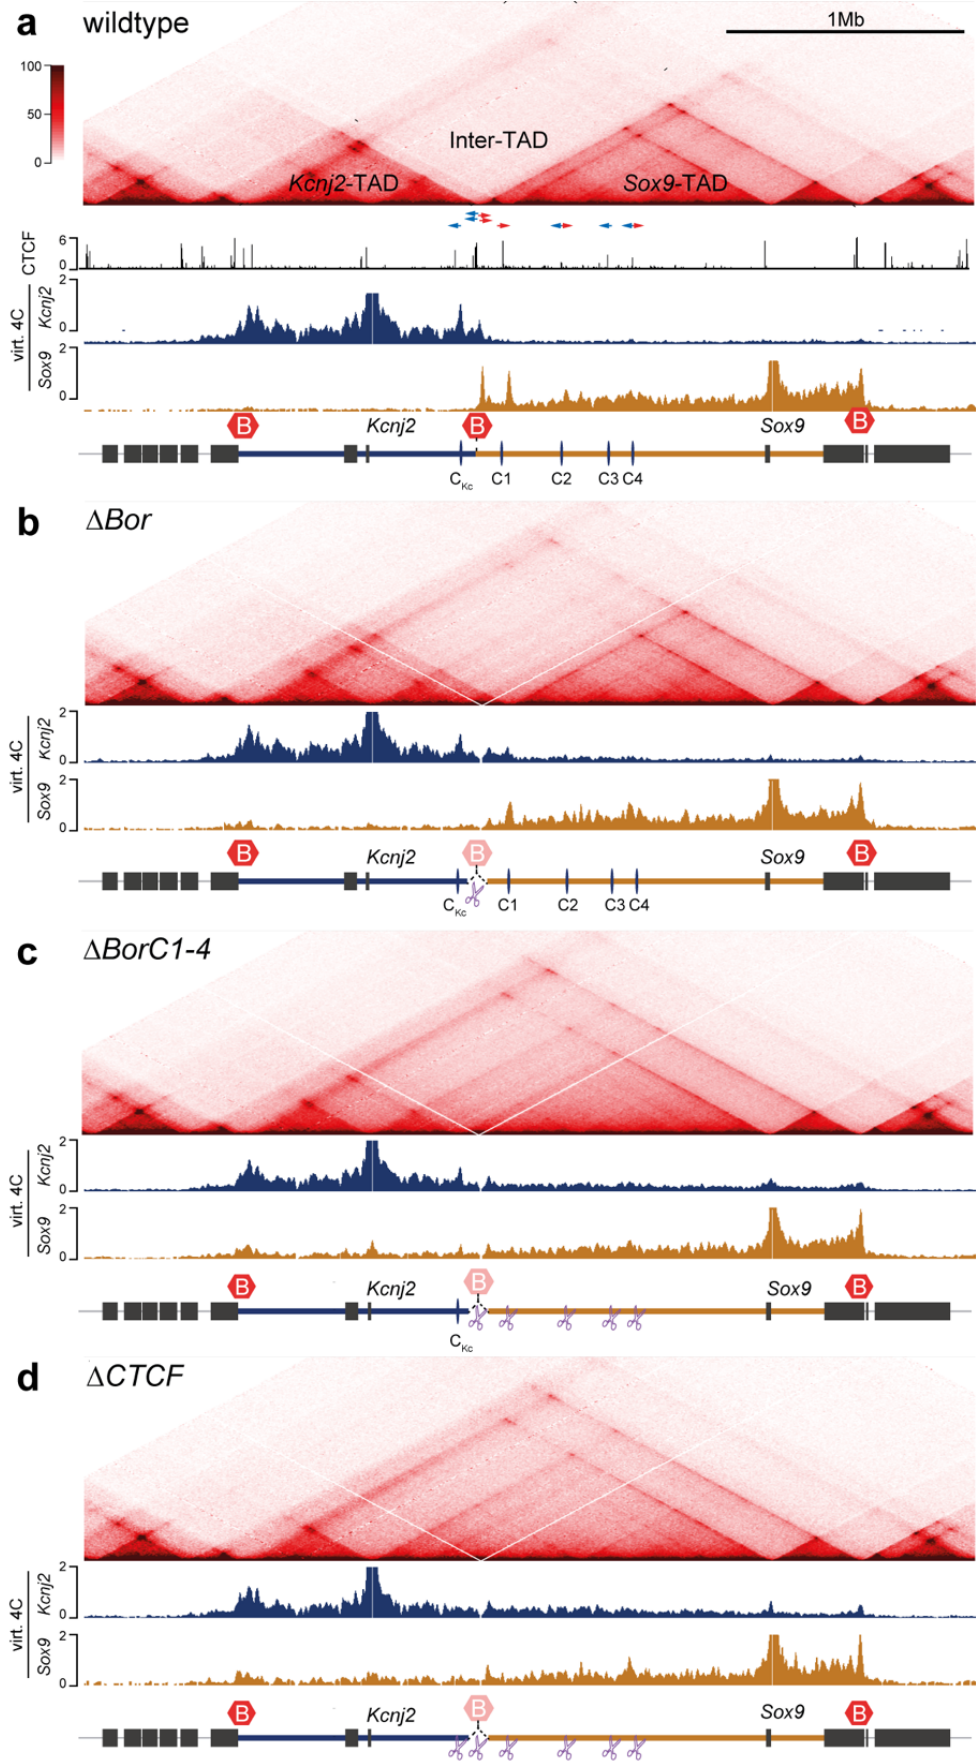 a wildtype
1Mb
100
50
0
Inter-TAD
Kcnj2-TAD
Sox9-TAD
CTCF
6
0
virt. 4C
Kcnj2
2
0
Sox9
2
0
B
Kcnj2
B
Sox9
B
CKc C1 C2 C3 C4
b ΔBor
virt. 4C
Kcnj2
2
0
Sox9
2
0
B
Kcnj2
B
Sox9
B
CKc C1 C2 C3 C4
c ΔBorC1-4
virt. 4C
Kcnj2
2
0
Sox9
2
0
B
Kcnj2
B
Sox9
B
CKc
d ΔCTCF
virt. 4C
Kcnj2
2
0
Sox9
2
0
B
Kcnj2
B
Sox9
B